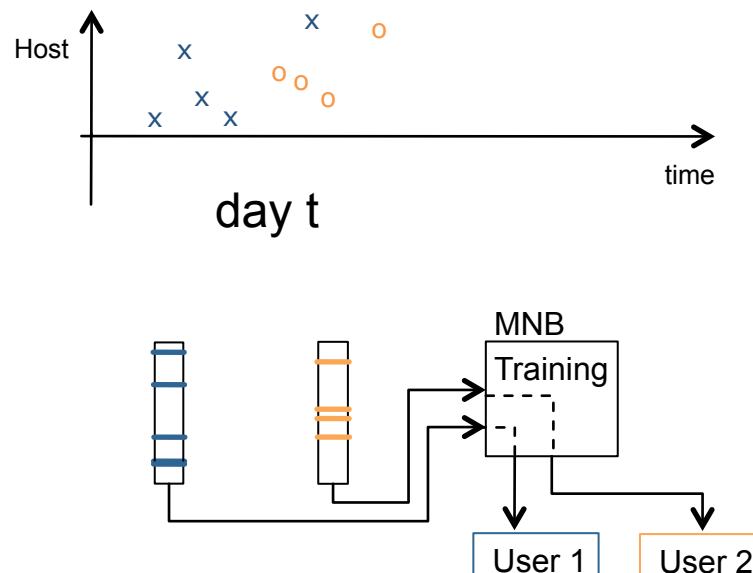 Host
x
x
x
x
x
o
o
o
o
time
day t
MNB
Training
User 1
User 2